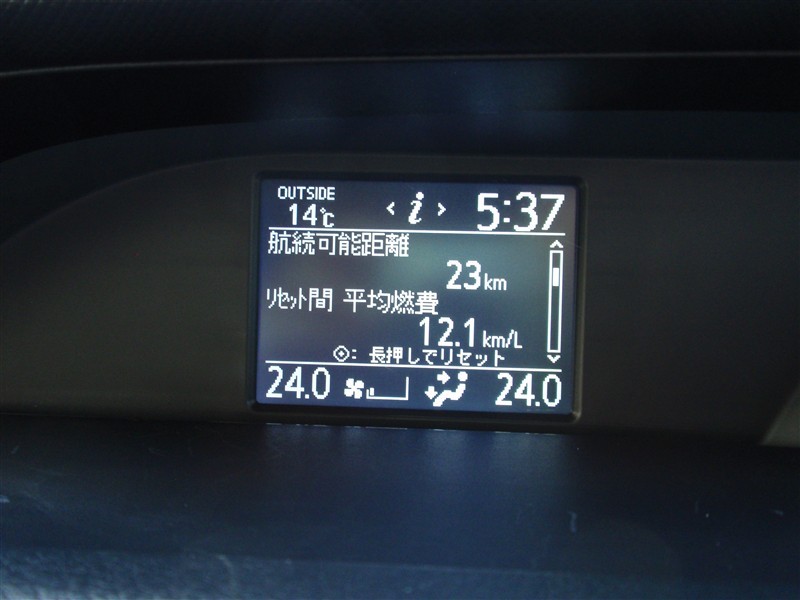 OUTSIDE
14℃
< i >
5:37
航続可能距離
23km
リセット間 平均燃費
12.1km/L
: 長押しでリセット
24.0
24.0